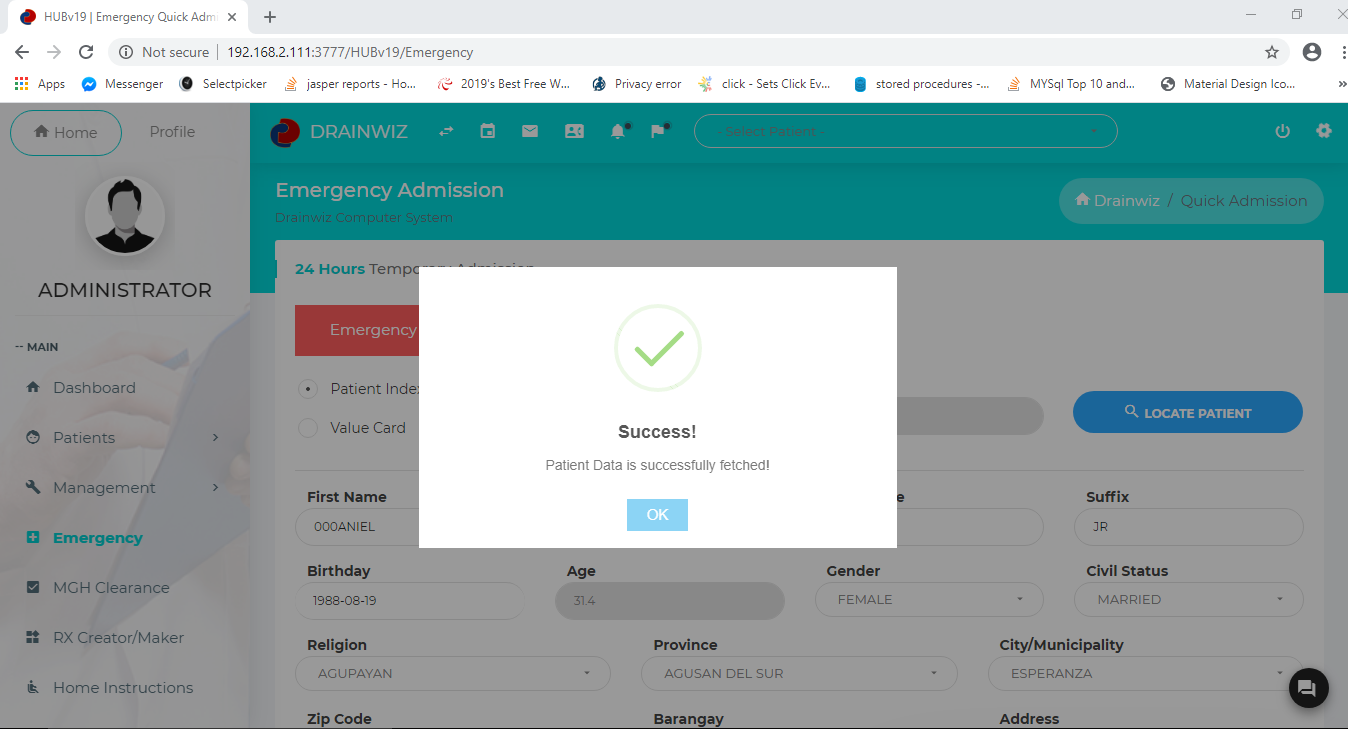 HUBv19 | Emergency Quick Adm
Not secure 192.168.2.111:3777/HUBv19/Emergency
Apps Messenger Selectpicker jasper reports - Ho... 2019's Best Free W... Privacy error click - Sets Click Ev... stored procedures -... MYSql Top 10 and... Material Design Ico... »
Home Profile
DRAINWIZ
- Select Patient -
Emergency Admission
Drainwiz Computer System
Drainwiz / Quick Admission
ADMINISTRATOR
-- MAIN
Dashboard
Patients
Management
Emergency
MGH Clearance
RX Creator/Maker
Home Instructions
24 Hours Temporary Admission
Emergency
Patient Index
Value Card
LOCATE PATIENT
Success!
Patient Data is successfully fetched!
OK
First Name
000ANIEL
Suffix
JR
Birthday Age Gender Civil Status
1988-08-19 31.4 FEMALE MARRIED
Religion Province City/Municipality
AGUPAYAN AGUSAN DEL SUR ESPERANZA
Zip Code Barangay Address